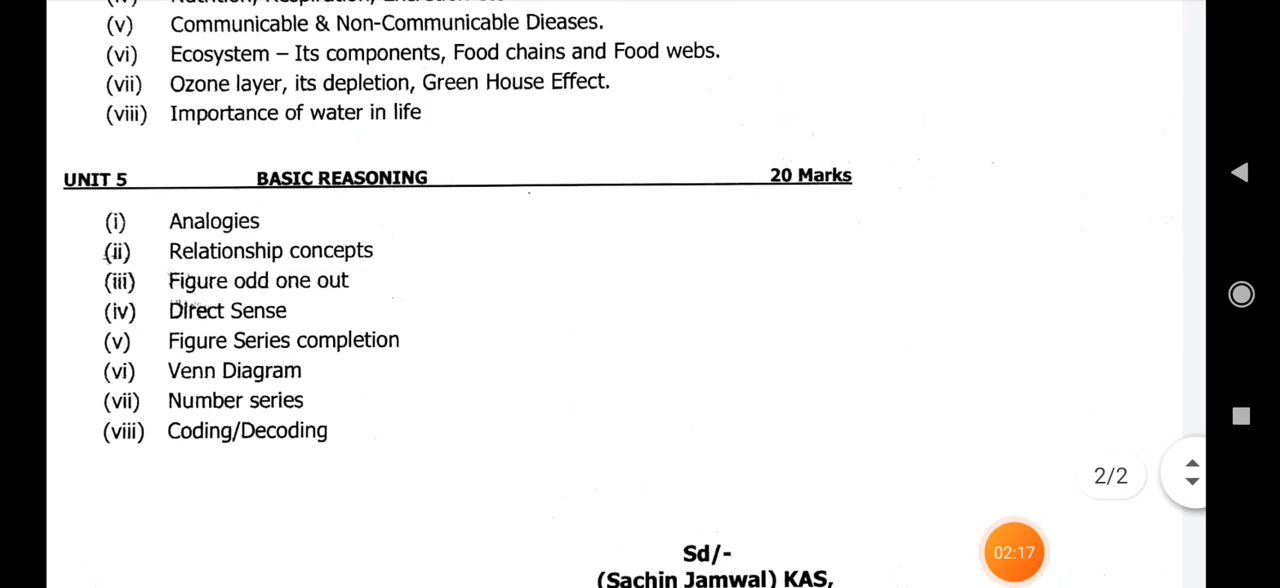 (v) Communicable & Non-Communicable Dieases.
(vi) Ecosystem – Its components, Food chains and Food webs.
(vii) Ozone layer, its depletion, Green House Effect.
(viii) Importance of water in life
UNIT 5 BASIC REASONING 20 Marks
(i) Analogies
(ii) Relationship concepts
(iii) Figure odd one out
(iv) Direct Sense
(v) Figure Series completion
(vi) Venn Diagram
(vii) Number series
(viii) Coding/Decoding
2/2
Sd/-
02:17
(Sachin Jamwal) KAS,